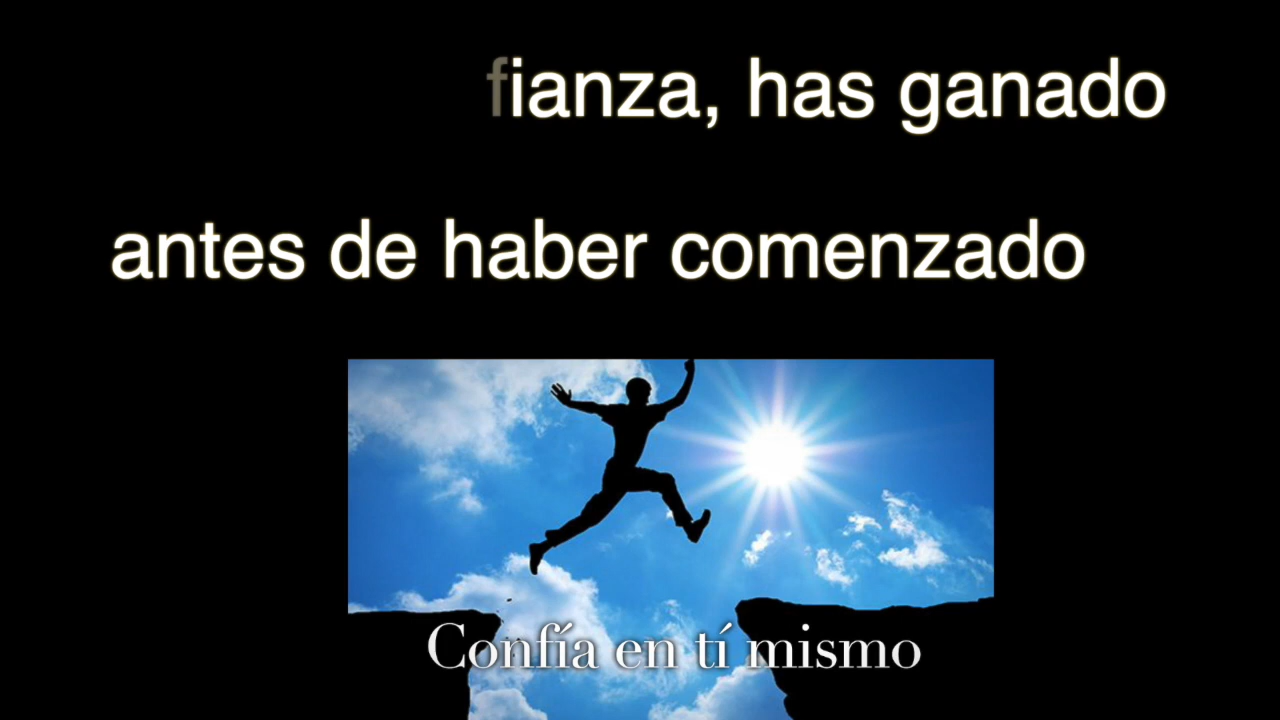 fianza, has ganado
antes de haber comenzado
Confía en tí mismo